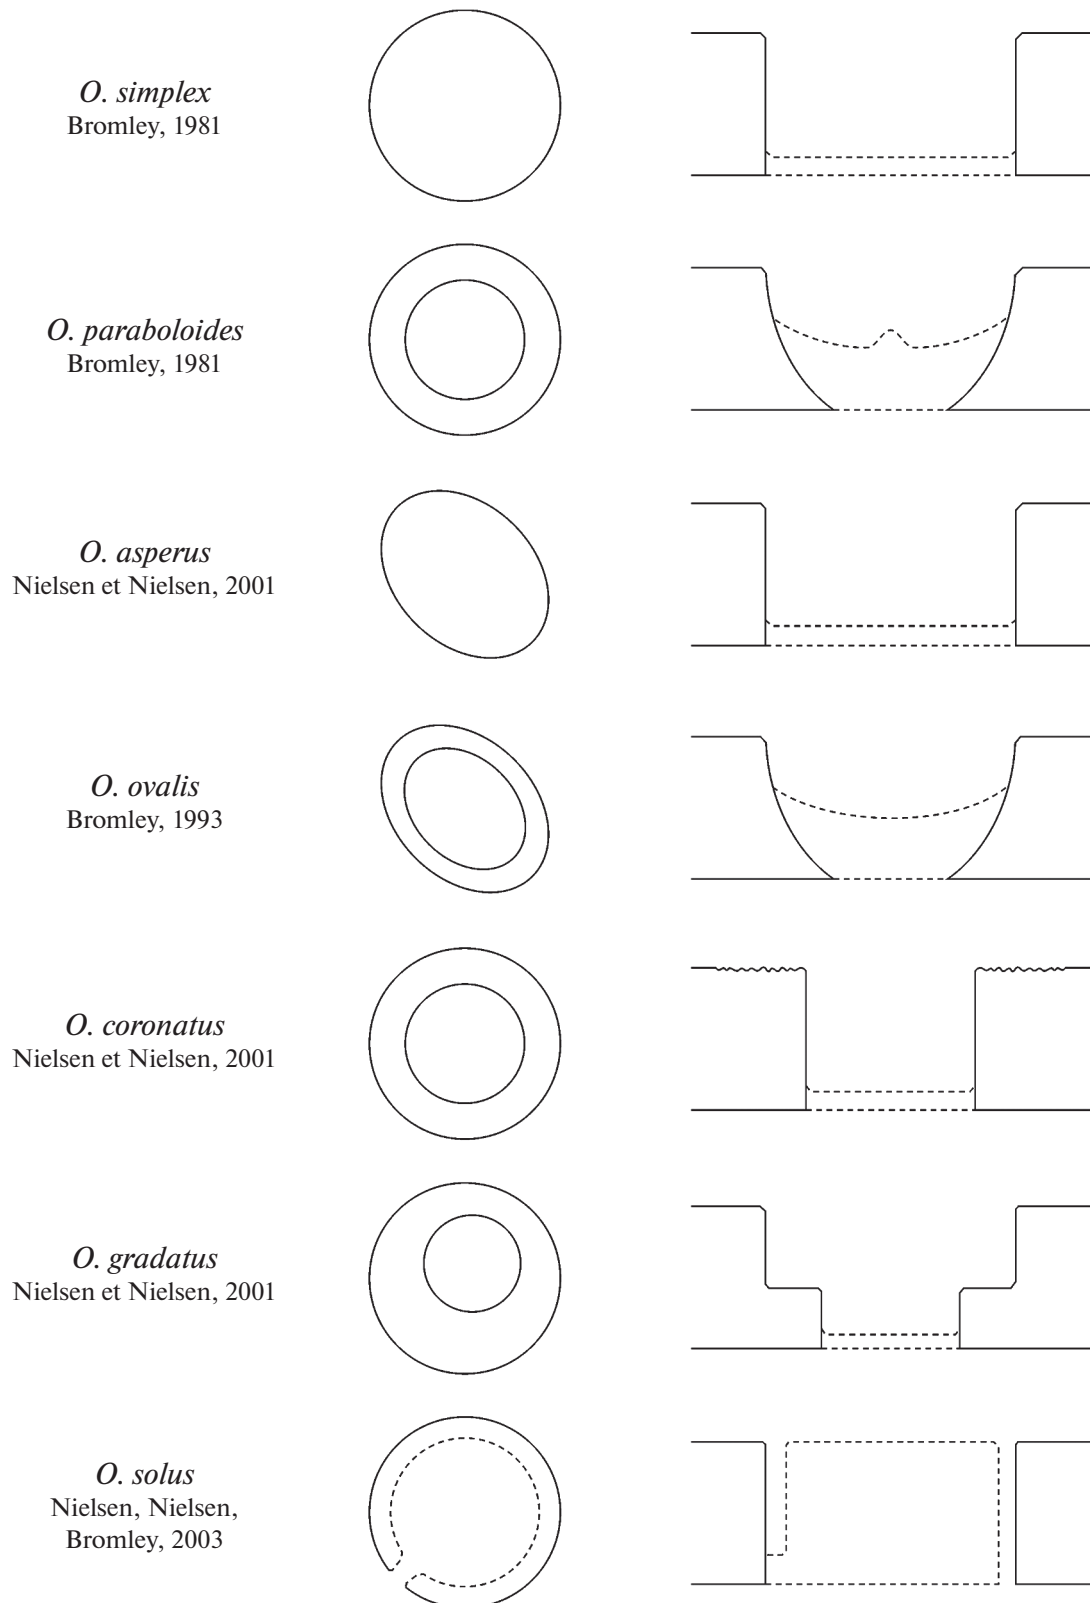 O. simplex
Bromley, 1981
O. paraboloides
Bromley, 1981
O. asperus
Nielsen et Nielsen, 2001
O. ovalis
Bromley, 1993
O. coronatus
Nielsen et Nielsen, 2001
O. gradatus
Nielsen et Nielsen, 2001
O. solus
Nielsen, Nielsen,
Bromley, 2003